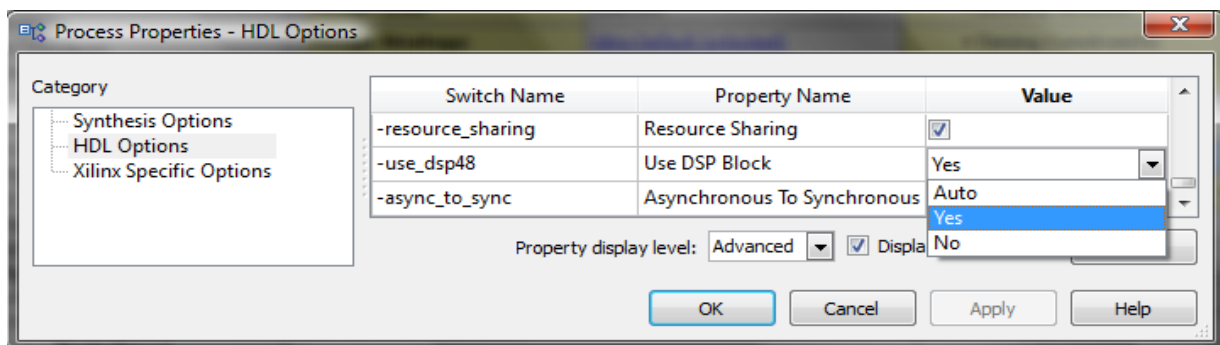 Process Properties - HDL Options
Category
Synthesis Options
HDL Options
Xilinx Specific Options
Switch Name Property Name Value
-resource_sharing Resource Sharing
-use_dsp48 Use DSP Block Yes
-async_to_sync Asynchronous To Synchronous
Auto
Yes
No
Property display level: Advanced
OK Cancel Apply Help